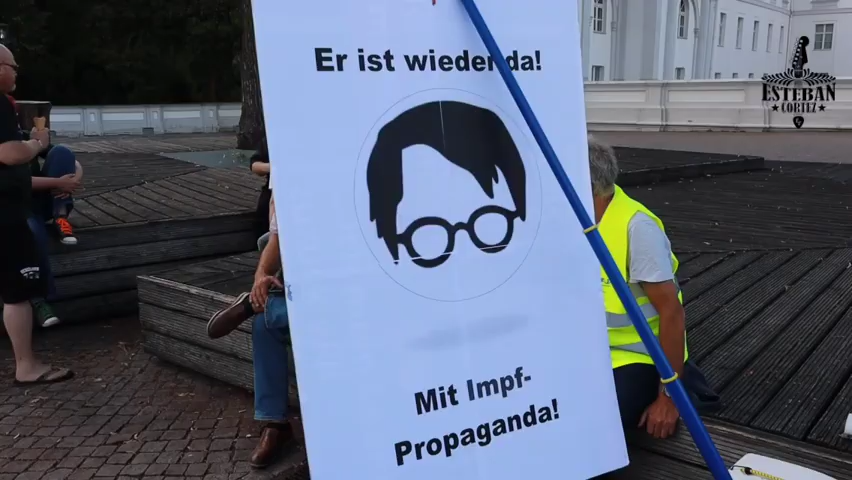 Er ist wieder da!
ESTEBAN
CORTEZ
Mit Impf-
Propaganda!